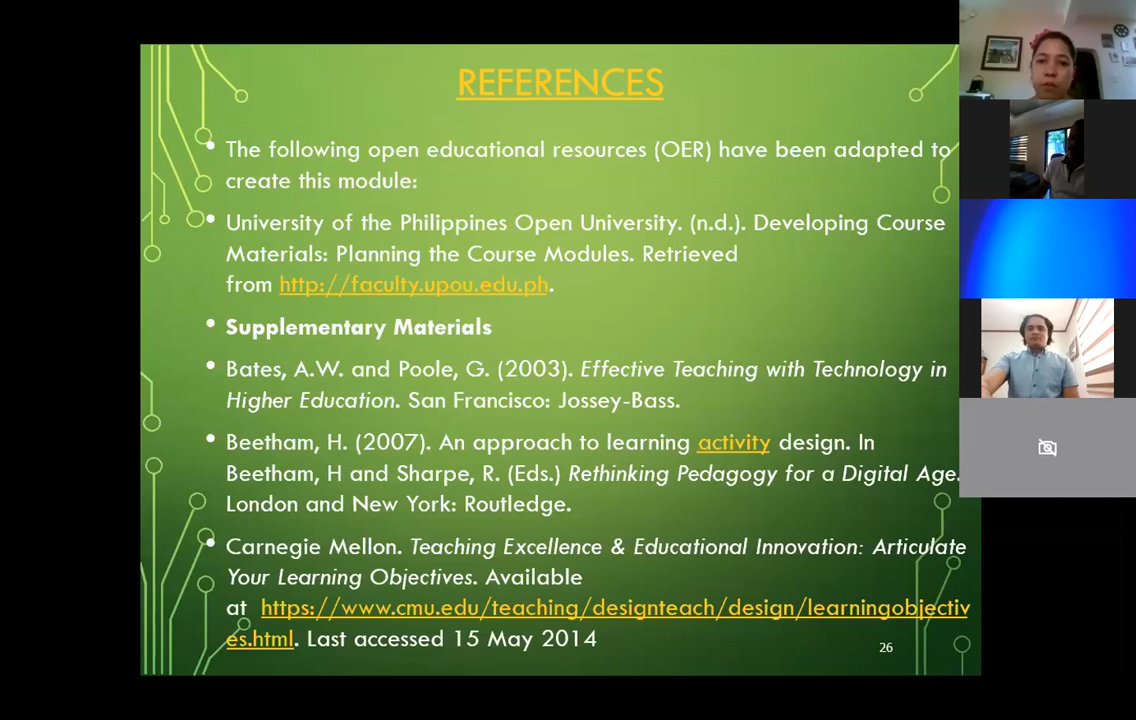 REFERENCES
• The following open educational resources (OER) have been adapted to
create this module:
• University of the Philippines Open University. (n.d.). Developing Course
Materials: Planning the Course Modules. Retrieved
from http://faculty.upou.edu.ph.
• Supplementary Materials
• Bates, A.W. and Poole, G. (2003). Effective Teaching with Technology in
Higher Education. San Francisco: Jossey-Bass.
• Beetham, H. (2007). An approach to learning activity design. In
Beetham, H and Sharpe, R. (Eds.) Rethinking Pedagogy for a Digital Age.
London and New York: Routledge.
• Carnegie Mellon. Teaching Excellence & Educational Innovation: Articulate
Your Learning Objectives. Available
at https://www.cmu.edu/teaching/designteach/design/learningobjectiv
es.html. Last accessed 15 May 2014
26